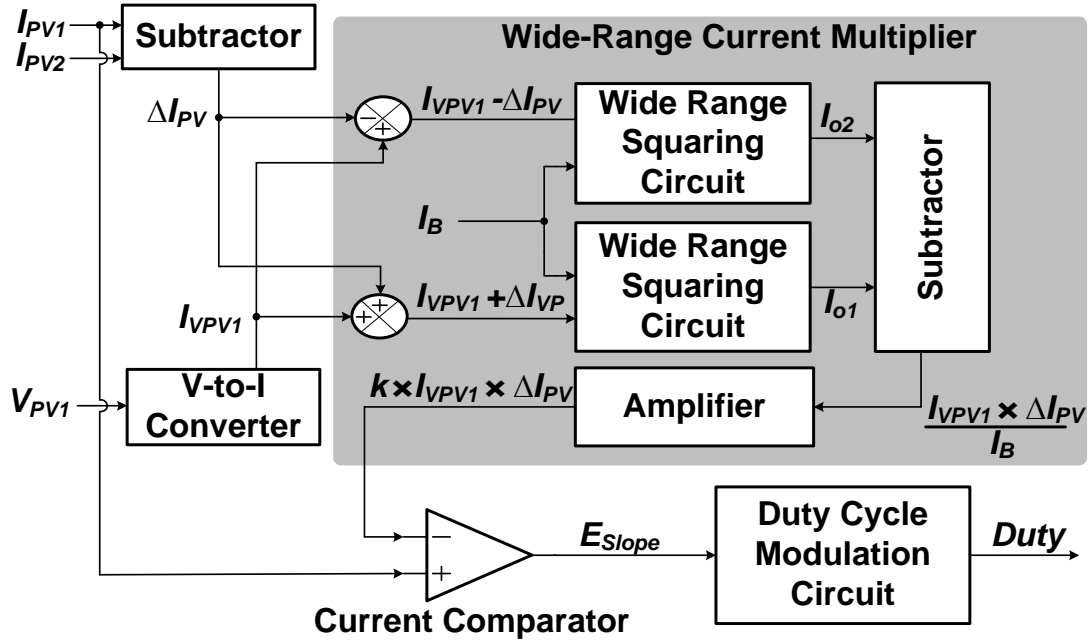 I_PV1
I_PV2
Subtractor
Wide-Range Current Multiplier
ΔI_PV
−
+
I_VPV1 -ΔI_PV
Wide Range
Squaring
Circuit
I_o2
Subtractor
I_B
Wide Range
Squaring
Circuit
I_o1
+
+
I_VPV1 +ΔI_VP
I_VPV1
V_PV1
V-to-I
Converter
k×I_VPV1 × ΔI_PV
Amplifier
I_VPV1 × ΔI_PV
I_B
−
+
Current Comparator
E_Slope
Duty Cycle
Modulation
Circuit
Duty